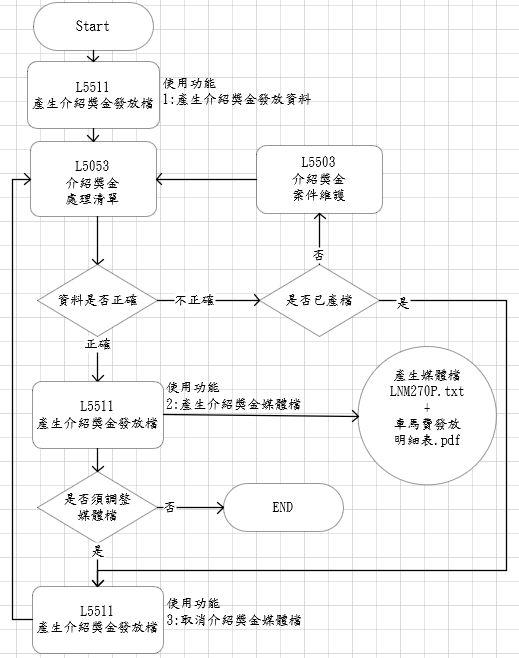 Start
L5511
產生介紹獎金發放檔
使用功能
1:產生介紹獎金發放資料
L5053
介紹獎金
處理清單
L5503
介紹獎金
案件維護
否
資料是否正確
不正確
是否已產檔
是
正確
L5511
產生介紹獎金發放檔
使用功能
2:產生介紹獎金媒體檔
產生媒體檔
LNM270P.txt
+
車馬費發放
明細表.pdf
是否須調整
媒體檔
否
END
是
L5511
產生介紹獎金發放檔
使用功能
3:取消介紹獎金媒體檔